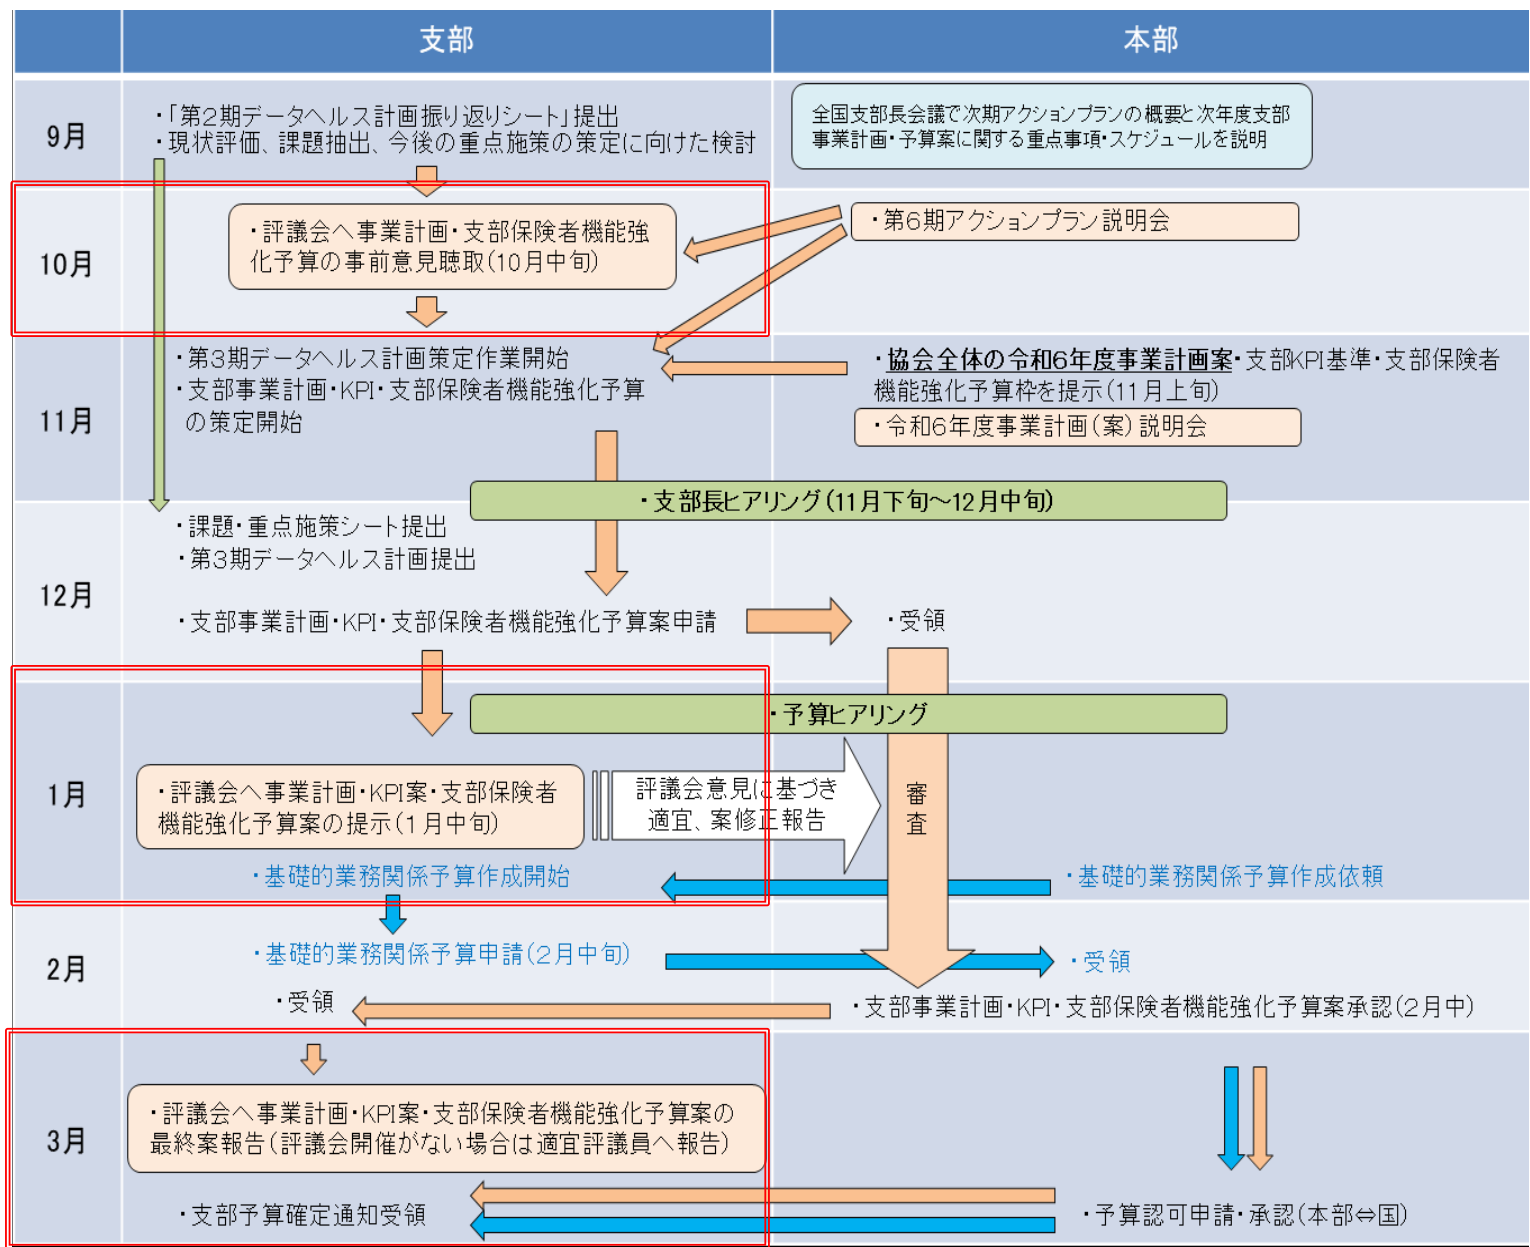 支部
本部
9月
・「第2期データヘルス計画振り返りシート」提出
・現状評価、課題抽出、今後の重点施策の策定に向けた検討
全国支部長会議で次期アクションプランの概要と次年度支部
事業計画・予算案に関する重点事項・スケジュールを説明
10月
・評議会へ事業計画・支部保険者機能強
化予算の事前意見聴取(10月中旬)
・第6期アクションプラン説明会
11月
・第3期データヘルス計画策定作業開始
・支部事業計画・KPI・支部保険者機能強化予算
の策定開始
・協会全体の令和6年度事業計画案・支部KPI基準・支部保険者
機能強化予算枠を提示(11月上旬)
・令和6年度事業計画(案)説明会
・支部長ヒアリング(11月下旬～12月中旬)
12月
・課題・重点施策シート提出
・第3期データヘルス計画提出
・支部事業計画・KPI・支部保険者機能強化予算案申請
・受領
1月
・予算ヒアリング
・評議会へ事業計画・KPI案・支部保険者
機能強化予算案の提示(1月中旬)
評議会意見に基づき
適宜、案修正報告
審
査
・基礎的業務関係予算作成開始
・基礎的業務関係予算作成依頼
2月
・基礎的業務関係予算申請(2月中旬)
・受領
・受領
・支部事業計画・KPI・支部保険者機能強化予算案承認(2月中)
3月
・評議会へ事業計画・KPI案・支部保険者機能強化予算案の
最終案報告(評議会開催がない場合は適宜評議員へ報告)
・支部予算確定通知受領
・予算認可申請・承認(本部⇔国)